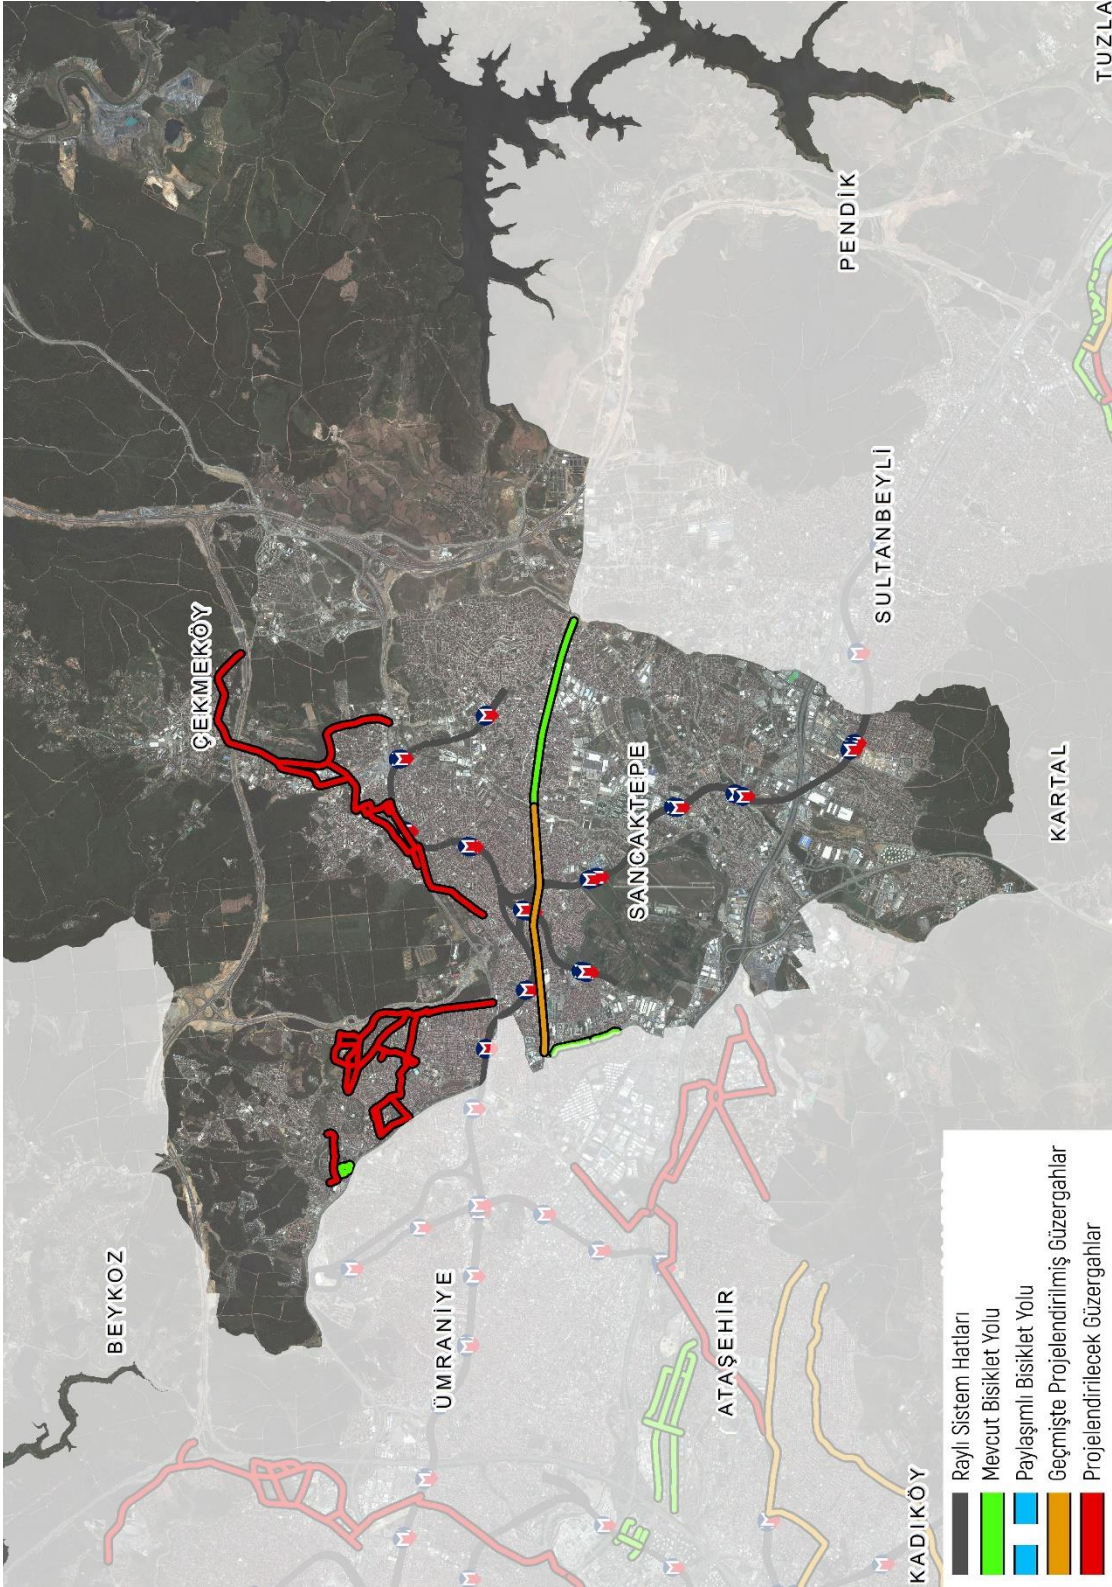 BEYKOZ
ÇEKMEKÖY
ÜMRANİYE
SANCAKTEPE
ATAŞEHİR
KADIKÖY
KARTAL
SULTANBEYLİ
PENDİK
TUZLA
Raylı Sistem Hatları
Mevcut Bisiklet Yolu
Paylaşımlı Bisiklet Yolu
Geçmişte Projelendirilmiş Güzergahlar
Projelendirilecek Güzergahlar